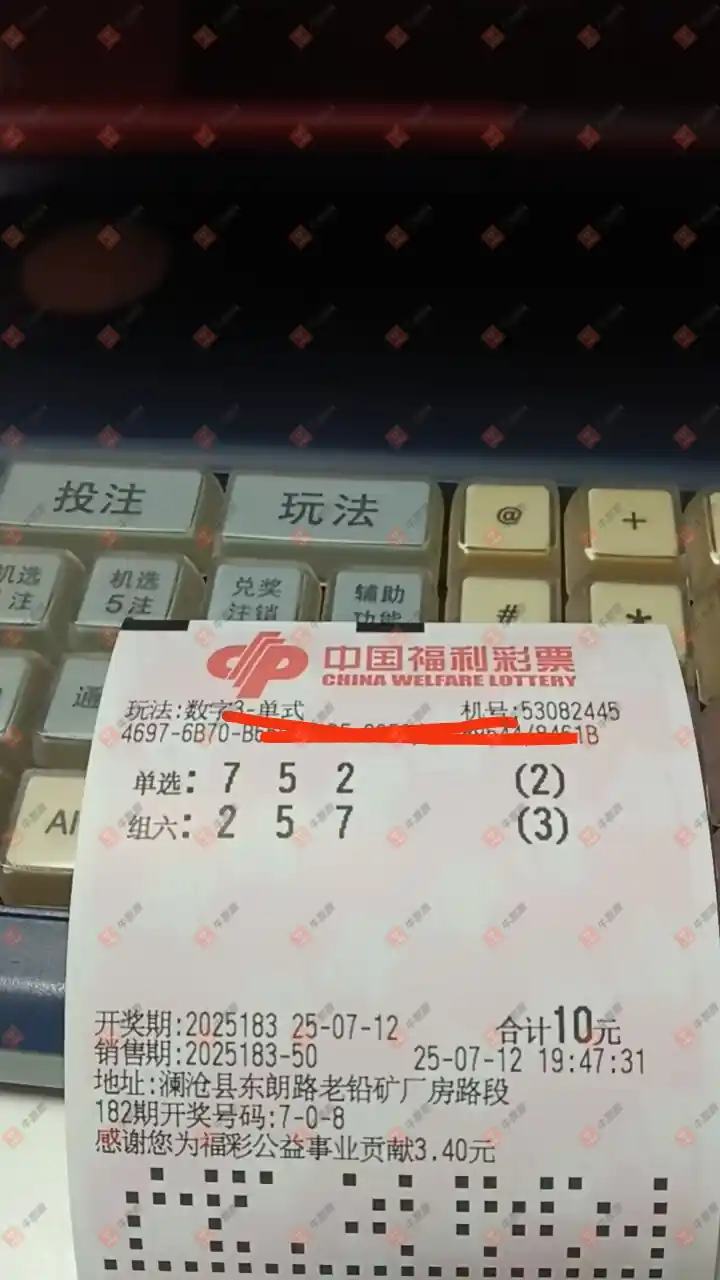 投注 玩法 @ +
机选 机选 兑奖 辅助
注 5注 注销 功能 # *
通
中国福利彩票
CHINA WELFARE LOTTERY
玩法:数字3-单式 机号:53082445
4697-6B70-B6
单选: 7 5 2 (2)
组六: 2 5 7 (3)
开奖期:2025183 25-07-12 合计10元
销售期:2025183-50 25-07-12 19:47:31
地址:澜沧县东朗路老铅矿厂房路段
182期开奖号码:7-0-8
感谢您为福彩公益事业贡献3.40元